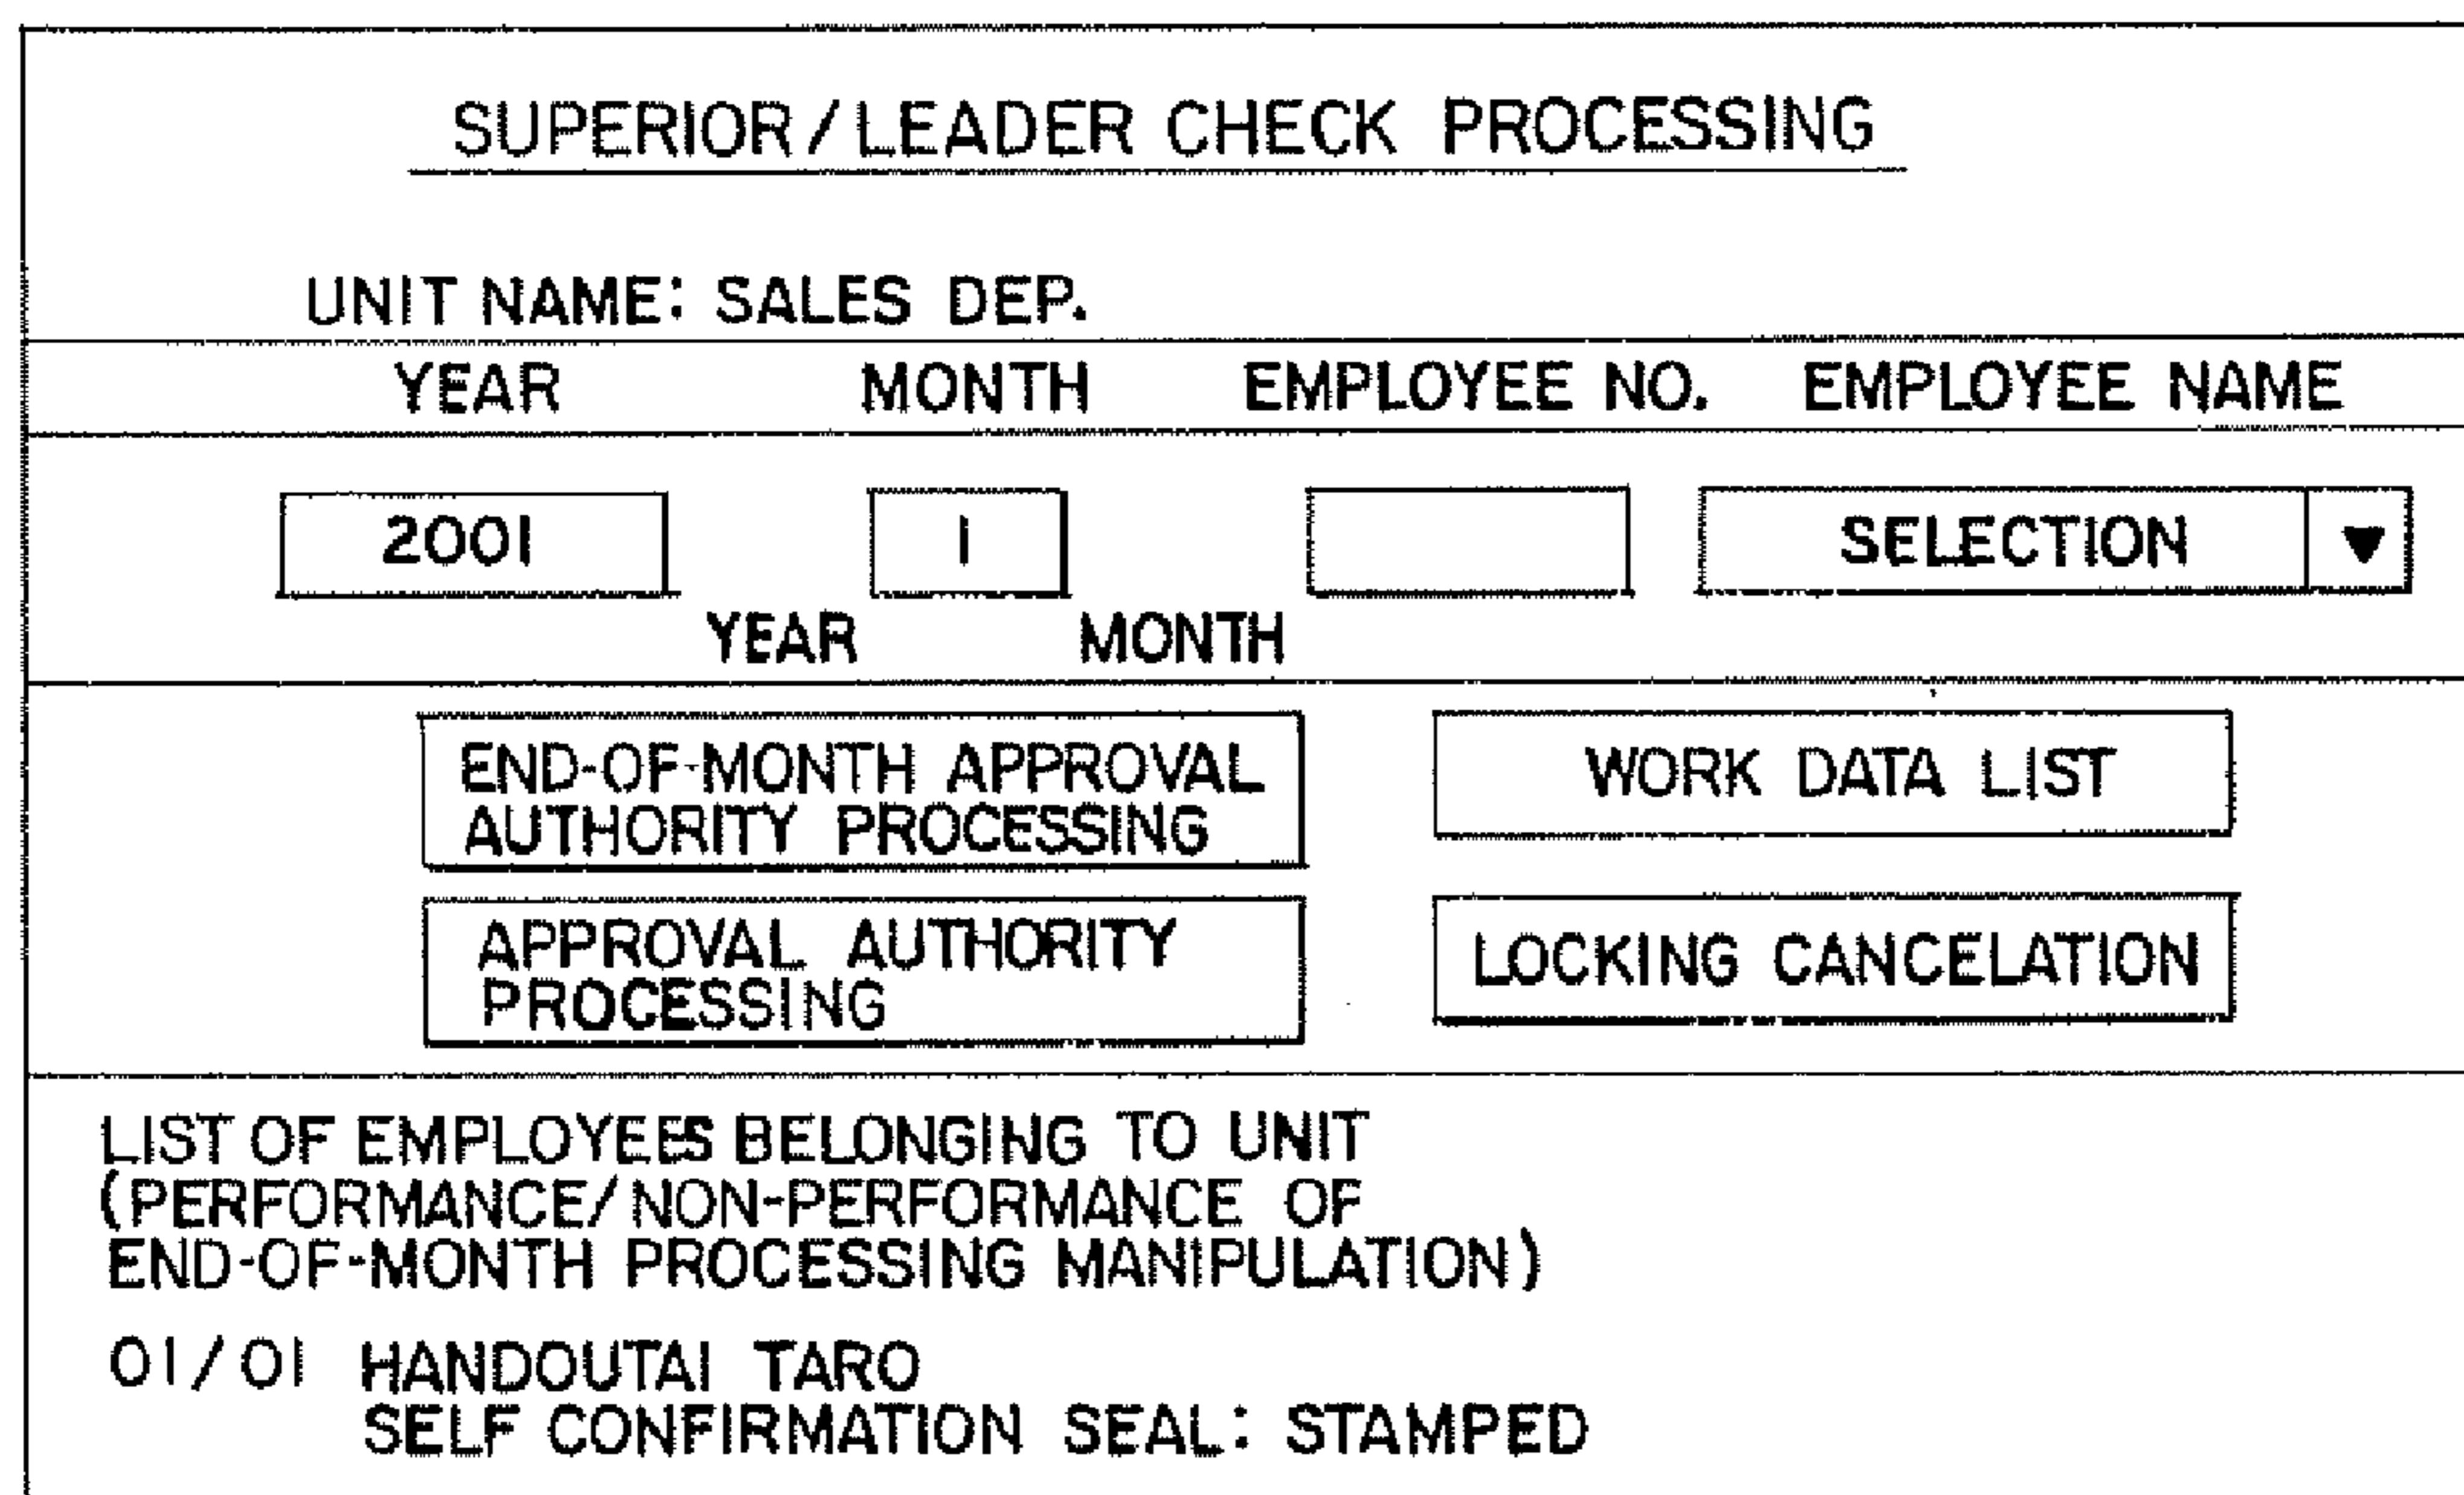 SUPERIOR/LEADER CHECK PROCESSING
UNIT NAME: SALES DEP.
YEAR MONTH EMPLOYEE NO. EMPLOYEE NAME
2001 1 SELECTION ▼
YEAR MONTH
END-OF-MONTH APPROVAL
AUTHORITY PROCESSING
WORK DATA LIST
APPROVAL AUTHORITY
PROCESSING
LOCKING CANCELATION
LIST OF EMPLOYEES BELONGING TO UNIT
(PERFORMANCE/NON-PERFORMANCE OF
END-OF-MONTH PROCESSING MANIPULATION)
01/01 HANDOUTAI TARO
SELF CONFIRMATION SEAL: STAMPED